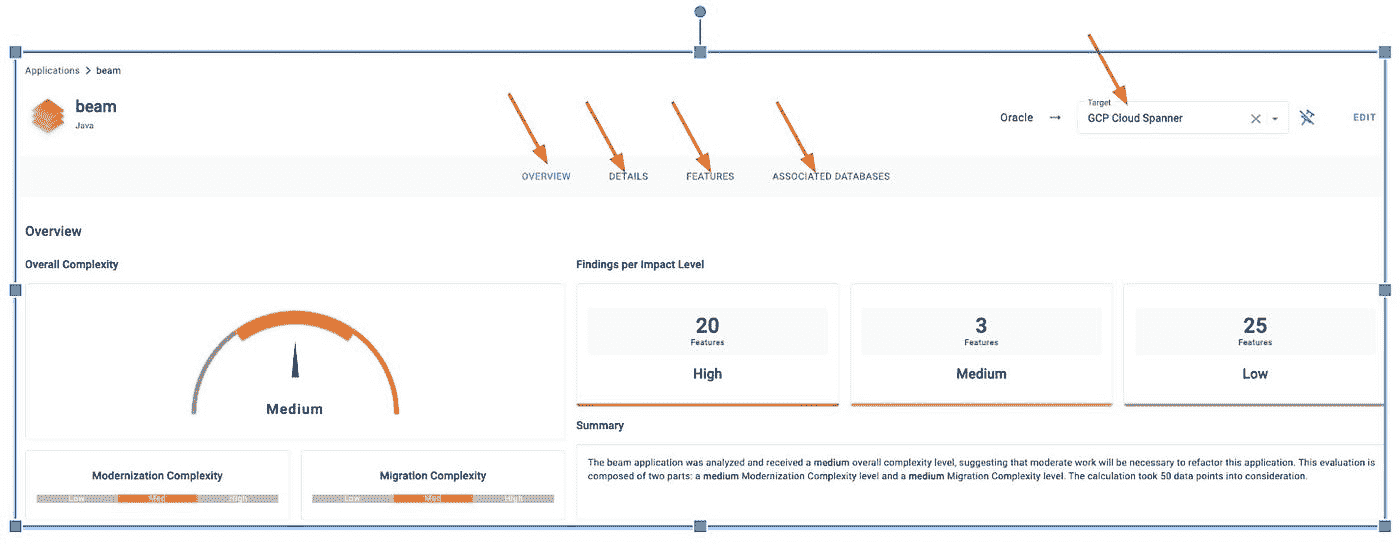 Applications > beam
beam
Java
Oracle →
Target
GCP Cloud Spanner
EDIT
OVERVIEW
DETAILS
FEATURES
ASSOCIATED DATABASES
Overview
Overall Complexity
Medium
Modernization Complexity
Low
Med
High
Migration Complexity
Low
Med
High
Findings per Impact Level
20
Features
High
3
Features
Medium
25
Features
Low
Summary
The beam application was analyzed and received a medium overall complexity level, suggesting that moderate work will be necessary to refactor this application. This evaluation is
composed of two parts: a medium Modernization Complexity level and a medium Migration Complexity level. The calculation took 50 data points into consideration.